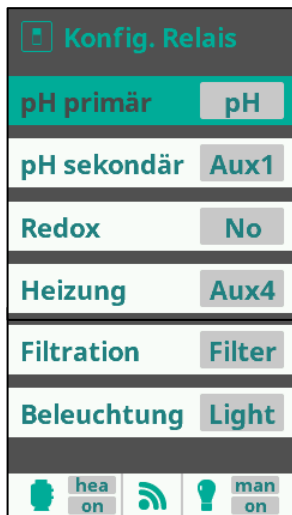 Konfig. Relais
pH primär pH
pH sekondär Aux1
Redox No
Heizung Aux4
Filtration Filter
Beleuchtung Light
hea man
on on